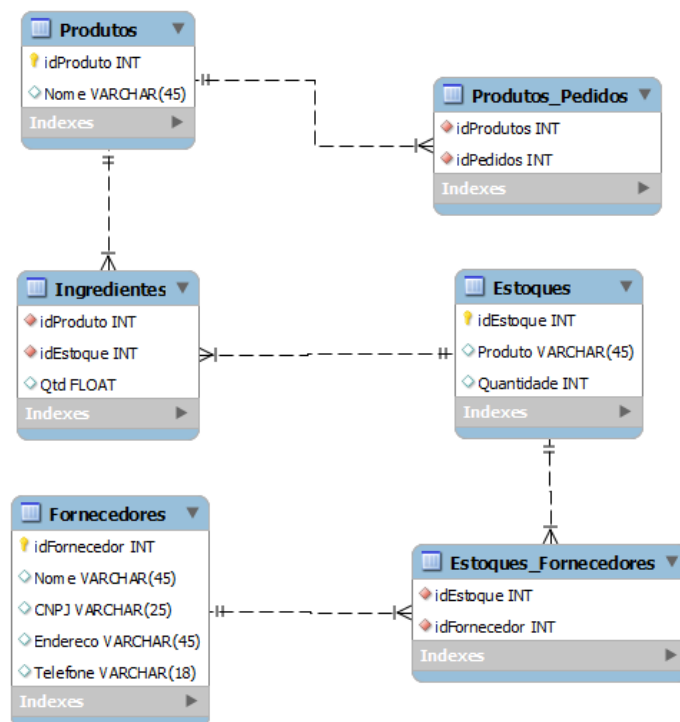 Produtos
idProduto INT
Nome VARCHAR(45)
Indexes
Produtos_Pedidos
idProdutos INT
idPedidos INT
Indexes
Ingredientes
idProduto INT
idEstoque INT
Qtd FLOAT
Indexes
Estoques
idEstoque INT
Produto VARCHAR(45)
Quantidade INT
Indexes
Fornecedores
idFornecedor INT
Nome VARCHAR(45)
CNPJ VARCHAR(25)
Endereco VARCHAR(45)
Telefone VARCHAR(18)
Indexes
Estoques_Fornecedores
idEstoque INT
idFornecedor INT
Indexes